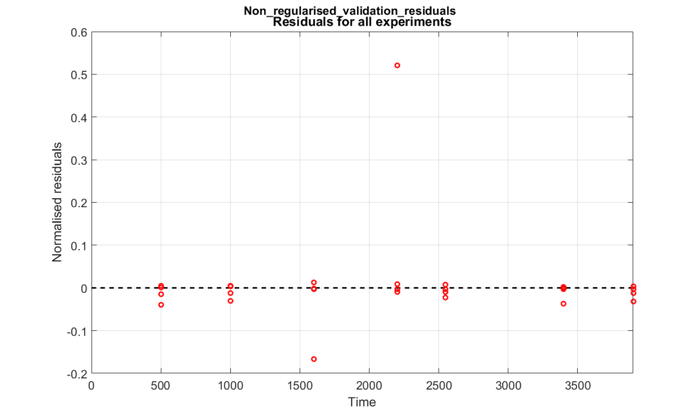 Non_regularised_validation_residuals
Residuals for all experiments
0.6
0.5
0.4
0.3
0.2
0.1
0
-0.1
-0.2
Normalised residuals
0 500 1000 1500 2000 2500 3000 3500
Time